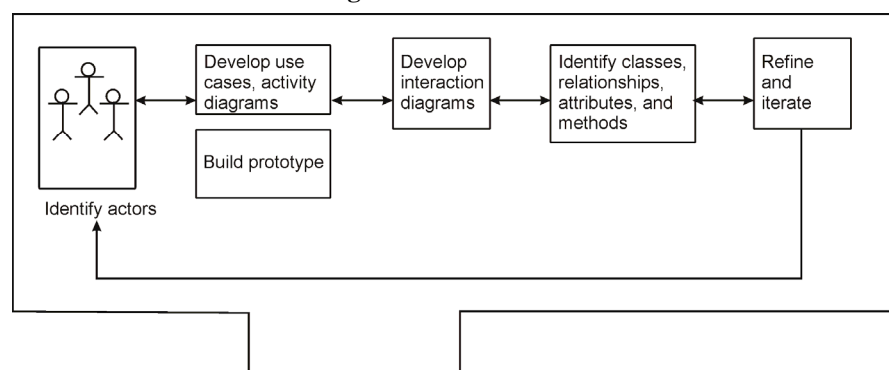 Develop use
cases, activity
diagrams
Develop
interaction
diagrams
Identify classes,
relationships,
attributes, and
methods
Refine
and
iterate
Build prototype
Identify actors